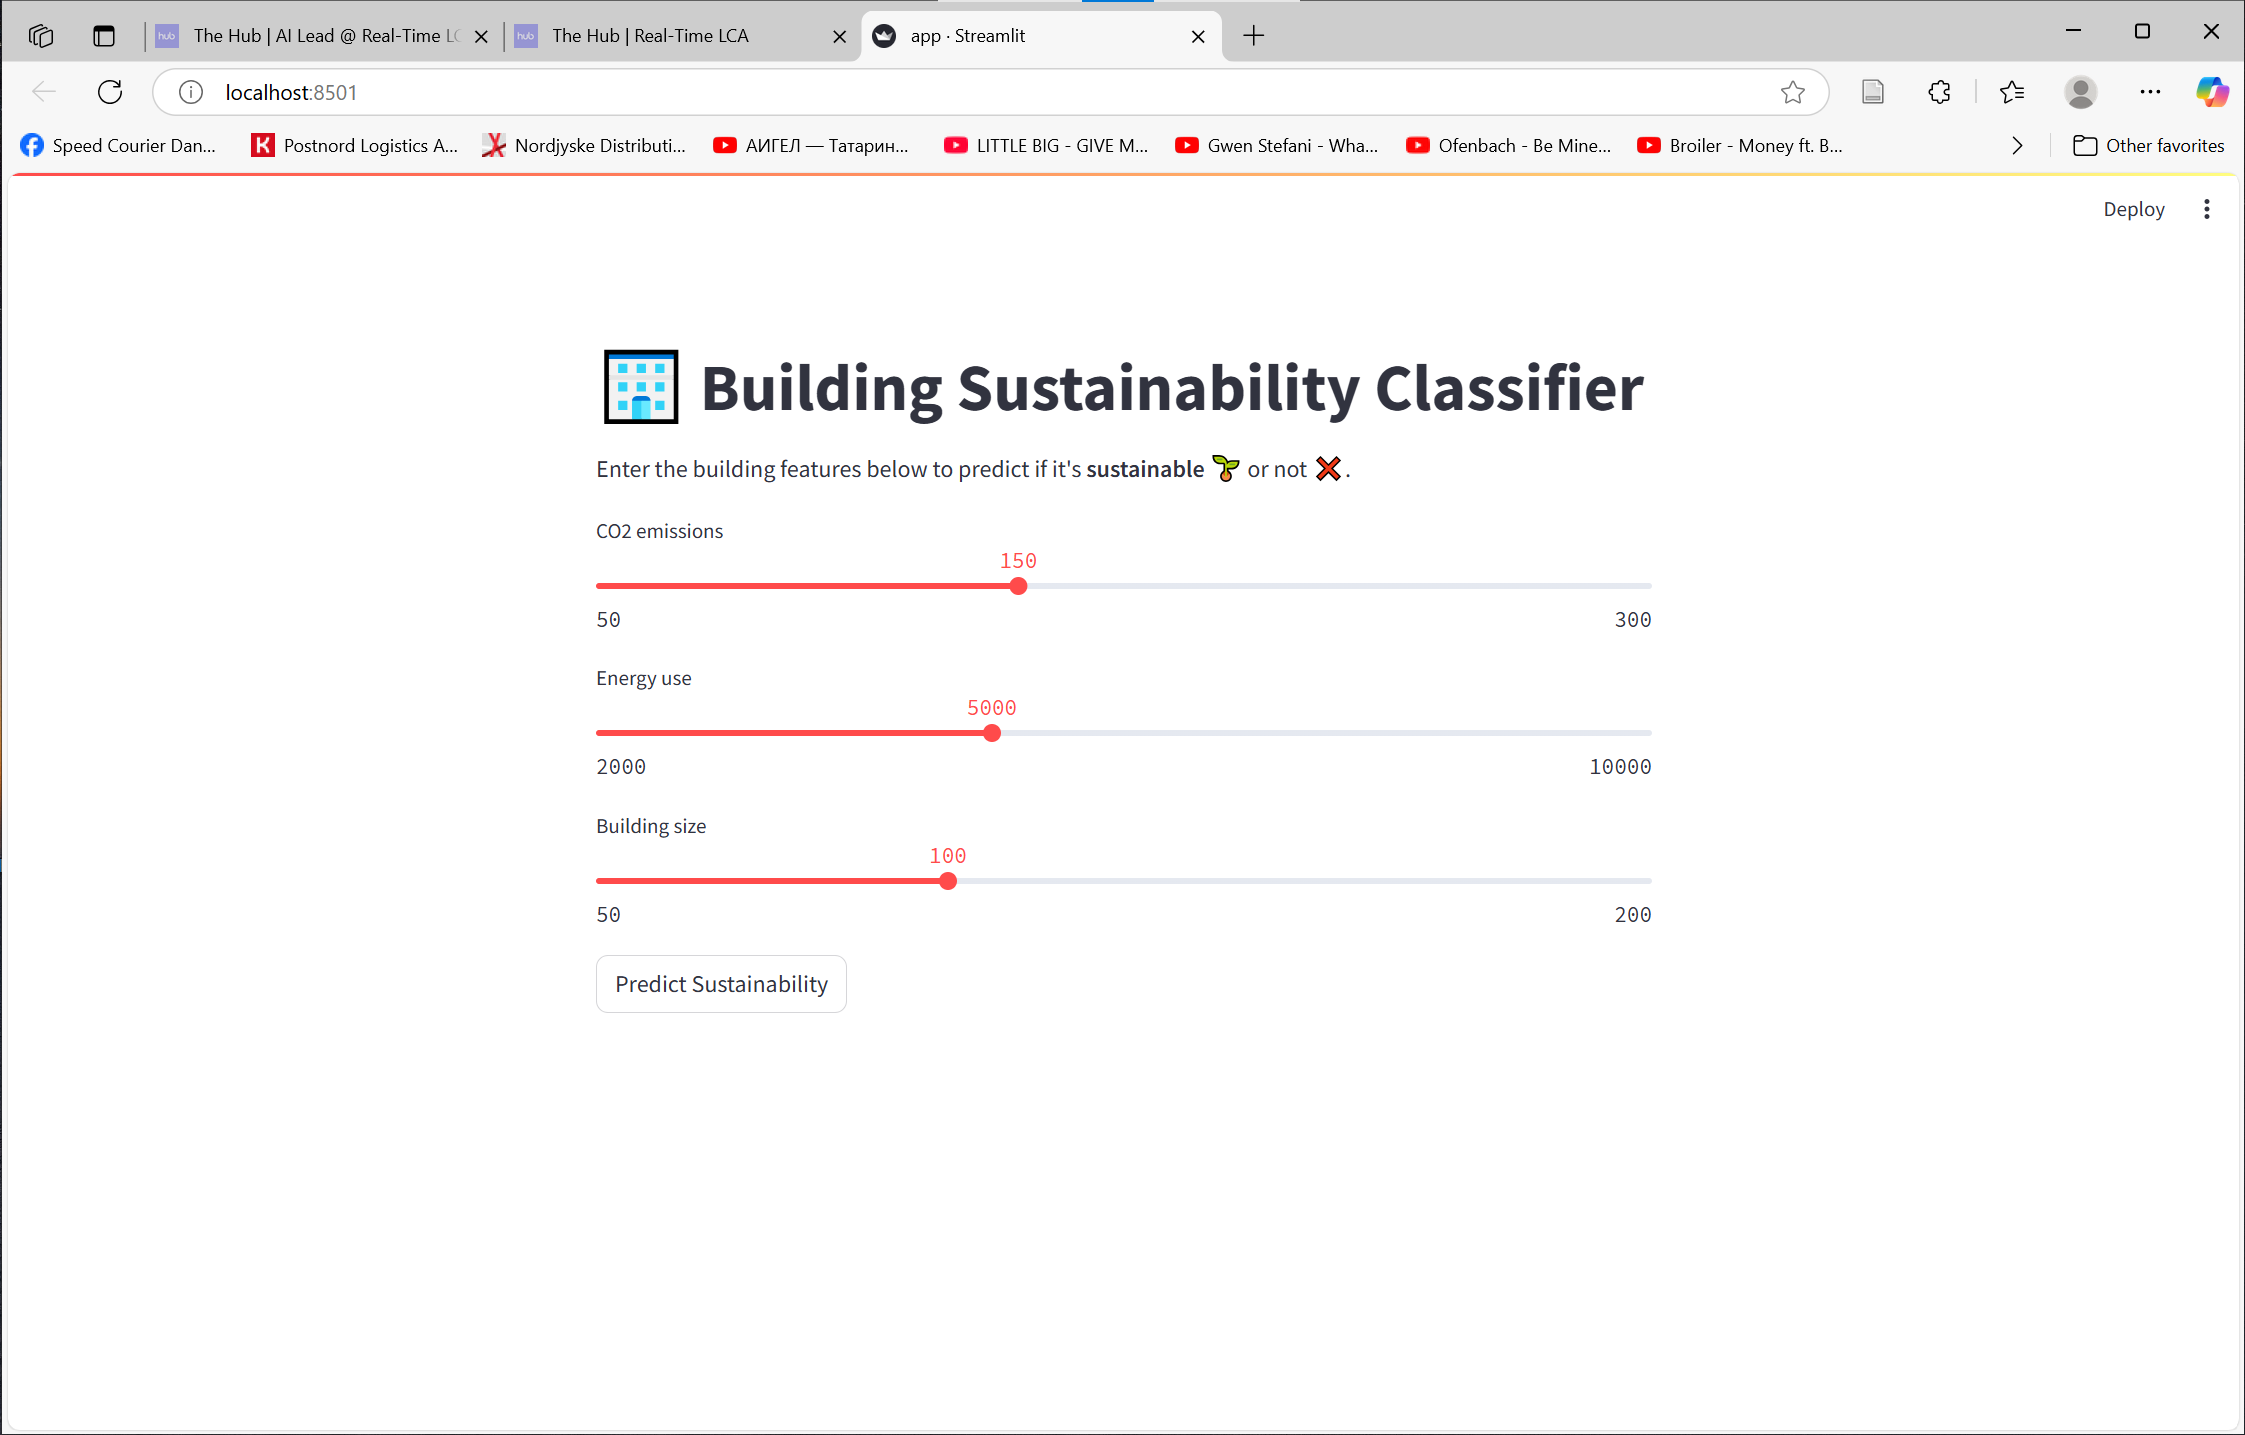 hub The Hub | AI Lead @ Real-Time LC
hub The Hub | Real-Time LCA
app · Streamlit
localhost:8501
Speed Courier Dan...
K Postnord Logistics A...
Nordjyske Distributi...
АИГЕЛ — Татарин...
LITTLE BIG - GIVE M...
Gwen Stefani - Wha...
Ofenbach - Be Mine...
Broiler - Money ft. B...
Other favorites
Deploy
Building Sustainability Classifier
Enter the building features below to predict if it's sustainable 🌱 or not ❌.
CO2 emissions
150
50 300
Energy use
5000
2000 10000
Building size
100
50 200
Predict Sustainability